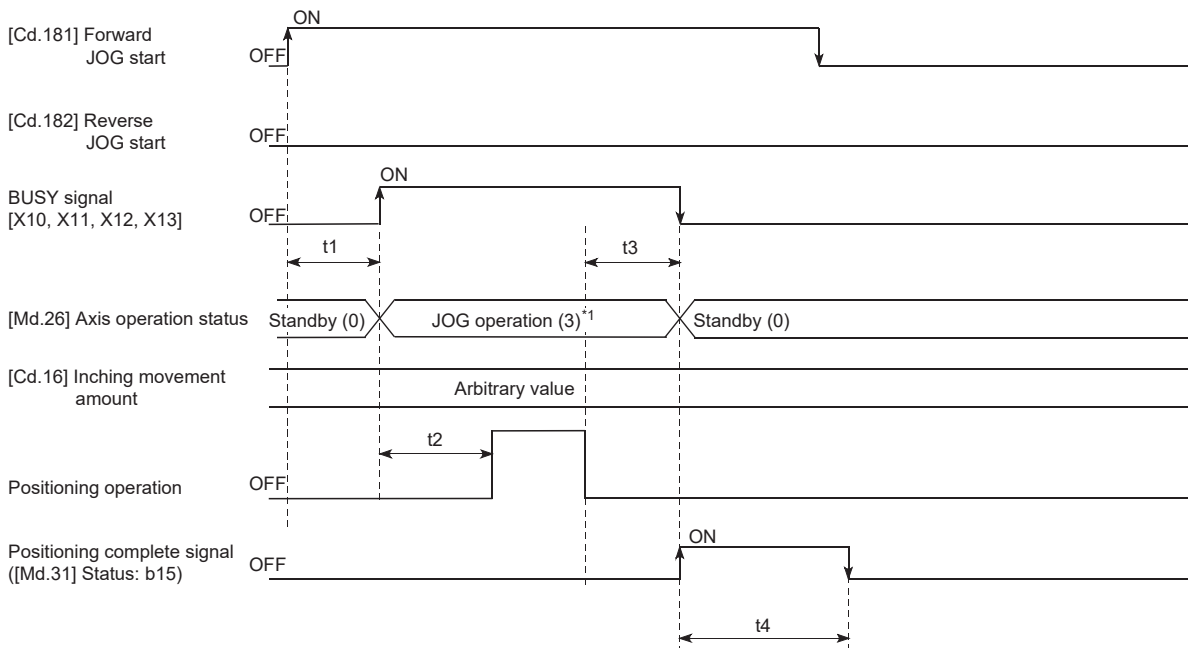 ON
[Cd.181] Forward
JOG start
OFF
[Cd.182] Reverse
JOG start
OFF
ON
BUSY signal
[X10, X11, X12, X13]
OFF
t1
t3
[Md.26] Axis operation status
Standby (0)
JOG operation (3)*1
Standby (0)
[Cd.16] Inching movement
amount
Arbitrary value
t2
Positioning operation
OFF
ON
Positioning complete signal
([Md.31] Status: b15)
OFF
t4